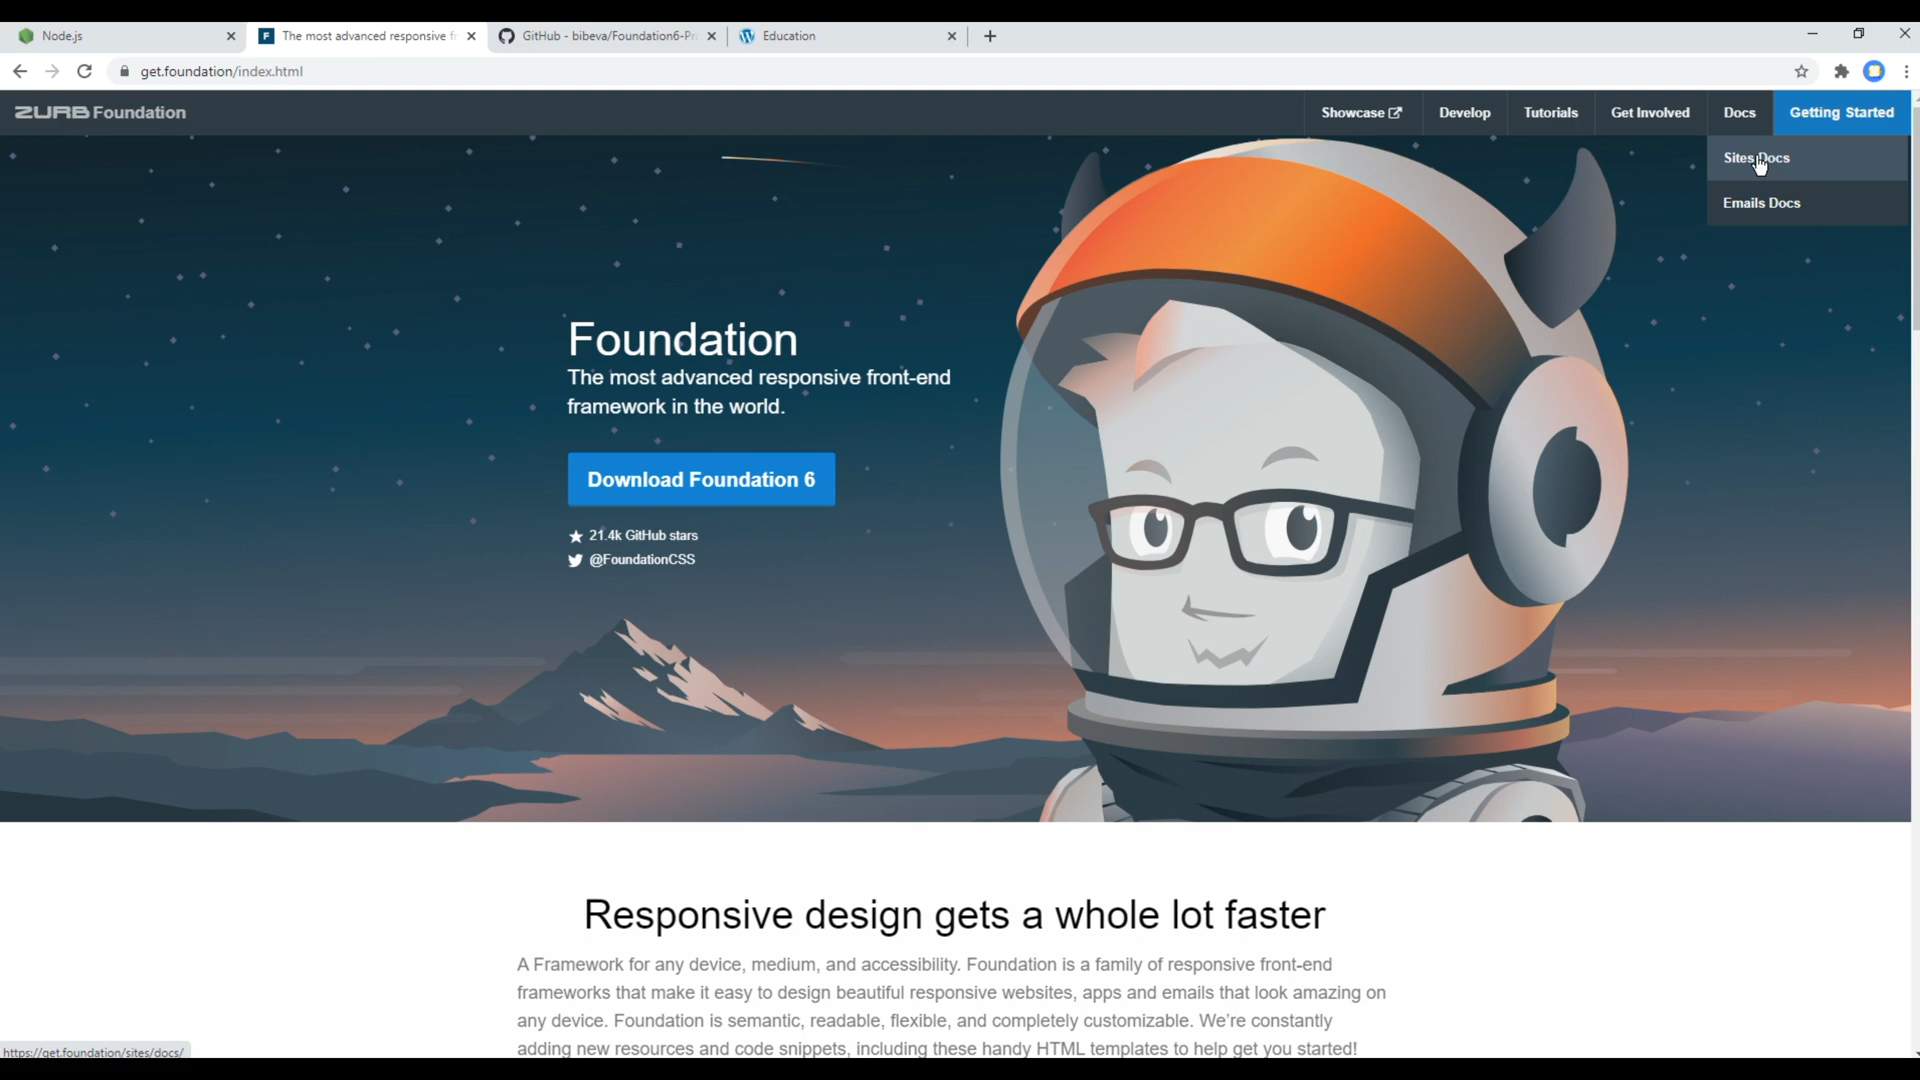 Node.js
The most advanced responsive f
GitHub - bibeva/Foundation6-Pr
Education
get.foundation/index.html
ZURB Foundation
Showcase
Develop
Tutorials
Get Involved
Docs
Getting Started
Sites Docs
Emails Docs
Foundation
The most advanced responsive front-end
framework in the world.
Download Foundation 6
21.4k GitHub stars
@FoundationCSS
Responsive design gets a whole lot faster
A Framework for any device, medium, and accessibility. Foundation is a family of responsive front-end
frameworks that make it easy to design beautiful responsive websites, apps and emails that look amazing on
any device. Foundation is semantic, readable, flexible, and completely customizable. We're constantly
adding new resources and code snippets, including these handy HTML templates to help get you started!
https://get.foundation/sites/docs/